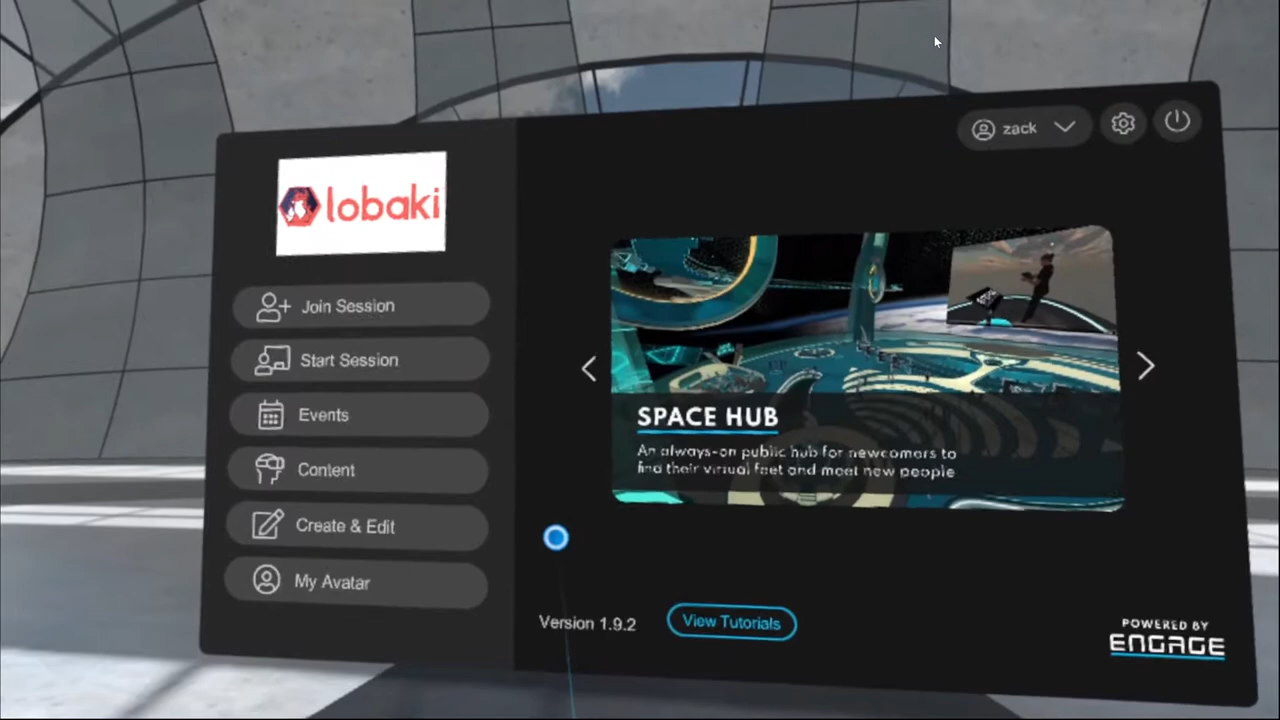 lobaki
Join Session
Start Session
Events
Content
Create & Edit
My Avatar
zack
SPACE HUB
An always-on public hub for newcomers to
find their virtual feet and meet new people
Version 1.9.2
View Tutorials
POWERED BY
ENGAGE